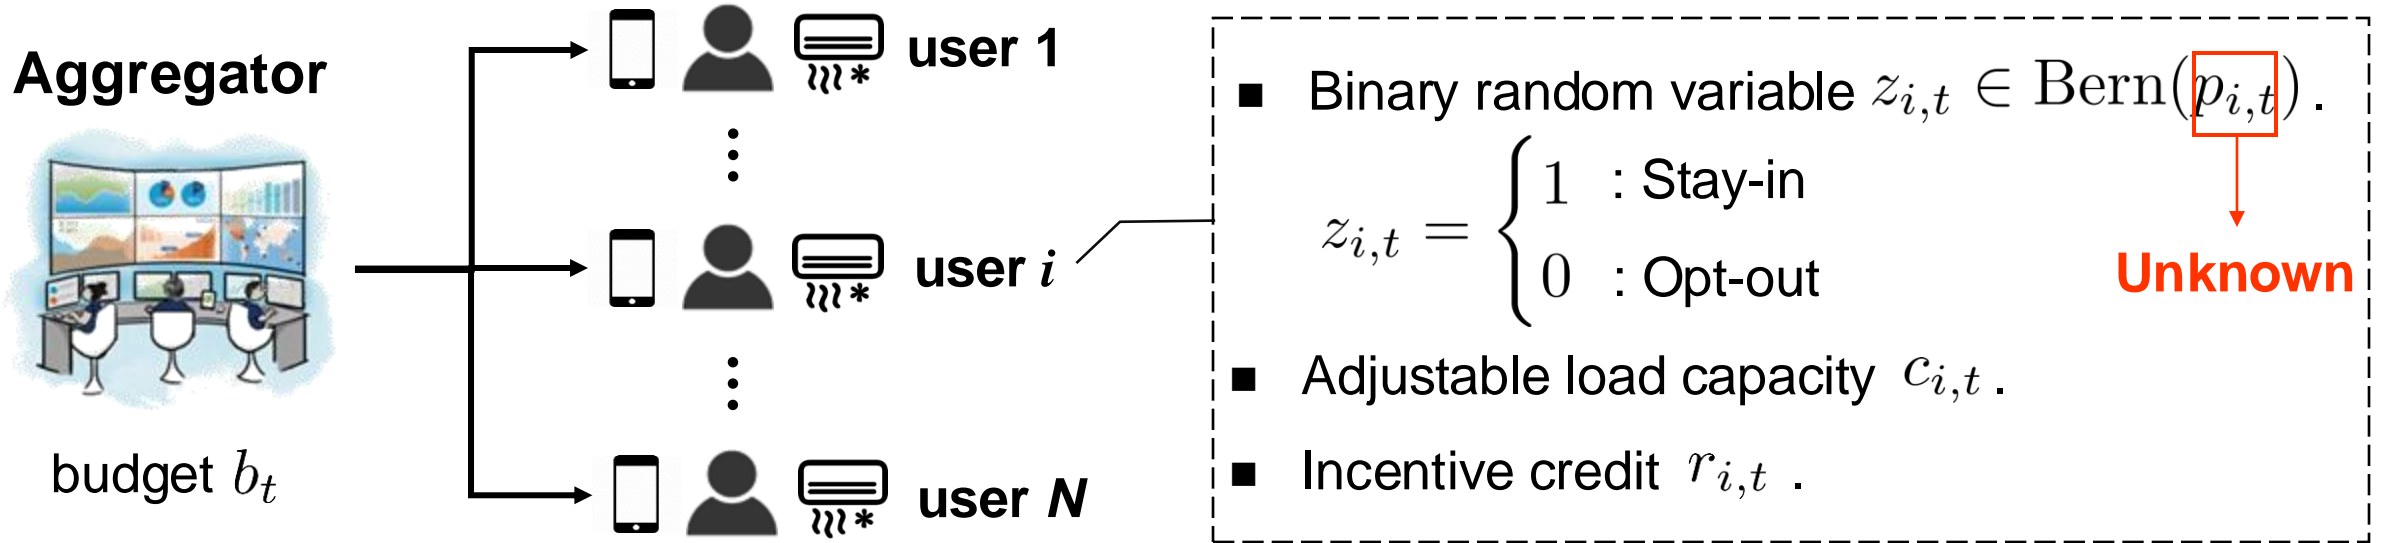 Aggregator
budget b_t
user 1
user i
user N
■ Binary random variable z_{i,t} ∈ Bern(p_{i,t}) .
z_{i,t} = { 1 : Stay-in
0 : Opt-out
Unknown
■ Adjustable load capacity c_{i,t} .
■ Incentive credit r_{i,t} .